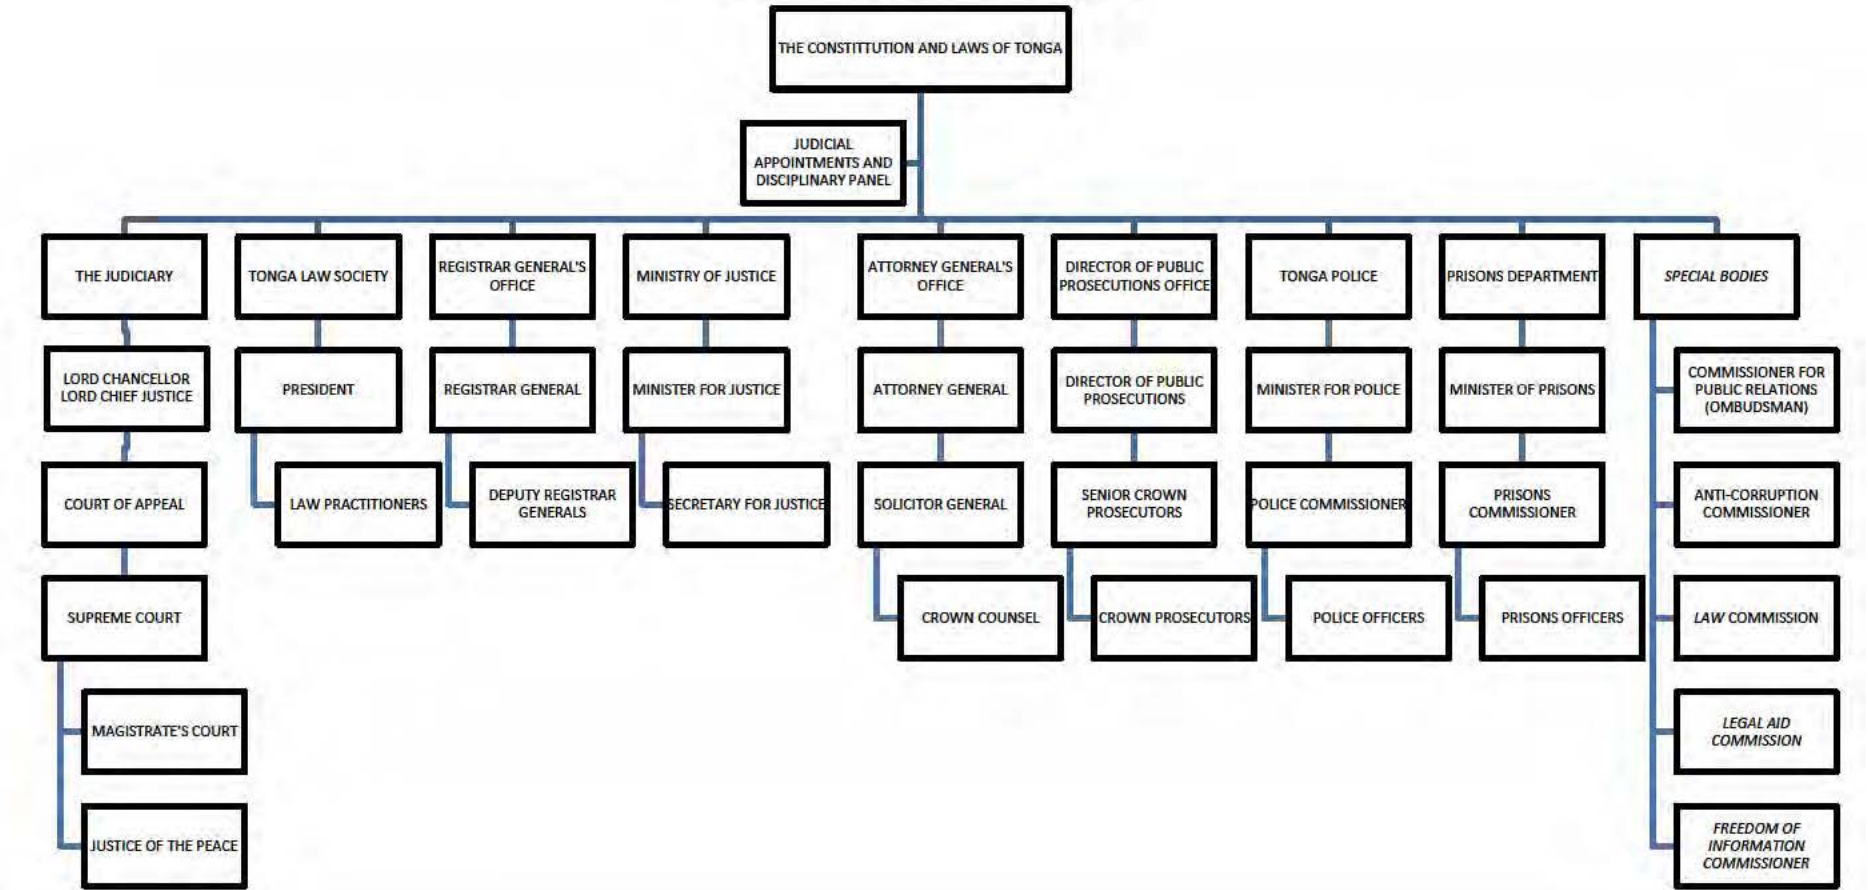 THE CONSTITTUTION AND LAWS OF TONGA
JUDICIAL
APPOINTMENTS AND
DISCIPLINARY PANEL
THE JUDICIARY
TONGA LAW SOCIETY
REGISTRAR GENERAL'S
OFFICE
MINISTRY OF JUSTICE
ATTORNEY GENERAL'S
OFFICE
DIRECTOR OF PUBLIC
PROSECUTIONS OFFICE
TONGA POLICE
PRISONS DEPARTMENT
SPECIAL BODIES
LORD CHANCELLOR
LORD CHIEF JUSTICE
PRESIDENT
REGISTRAR GENERAL
MINISTER FOR JUSTICE
ATTORNEY GENERAL
DIRECTOR OF PUBLIC
PROSECUTIONS
MINISTER FOR POLICE
MINISTER OF PRISONS
COMMISSIONER FOR
PUBLIC RELATIONS
(OMBUDSMAN)
COURT OF APPEAL
LAW PRACTITIONERS
DEPUTY REGISTRAR
GENERALS
SECRETARY FOR JUSTICE
SOLICITOR GENERAL
SENIOR CROWN
PROSECUTORS
POLICE COMMISSIONER
PRISONS
COMMISSIONER
ANTI-CORRUPTION
COMMISSIONER
SUPREME COURT
CROWN COUNSEL
CROWN PROSECUTORS
POLICE OFFICERS
PRISONS OFFICERS
LAW COMMISSION
MAGISTRATE'S COURT
LEGAL AID
COMMISSION
JUSTICE OF THE PEACE
FREEDOM OF
INFORMATION
COMMISSIONER